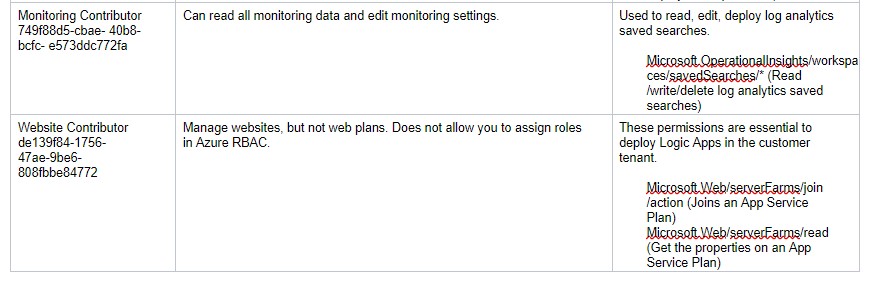 Monitoring Contributor
749f88d5-cbae- 40b8-
bcfc- e573ddc772fa
Can read all monitoring data and edit monitoring settings.
Used to read, edit, deploy log analytics
saved searches.
Microsoft.OperationalInsights/workspa
ces/savedSearches/* (Read
/write/delete log analytics saved
searches)
Website Contributor
de139f84-1756-
47ae-9be6-
808fbbe84772
Manage websites, but not web plans. Does not allow you to assign roles
in Azure RBAC.
These permissions are essential to
deploy Logic Apps in the customer
tenant.
Microsoft.Web/serverFarms/join
/action (Joins an App Service
Plan)
Microsoft.Web/serverFarms/read
(Get the properties on an App
Service Plan)